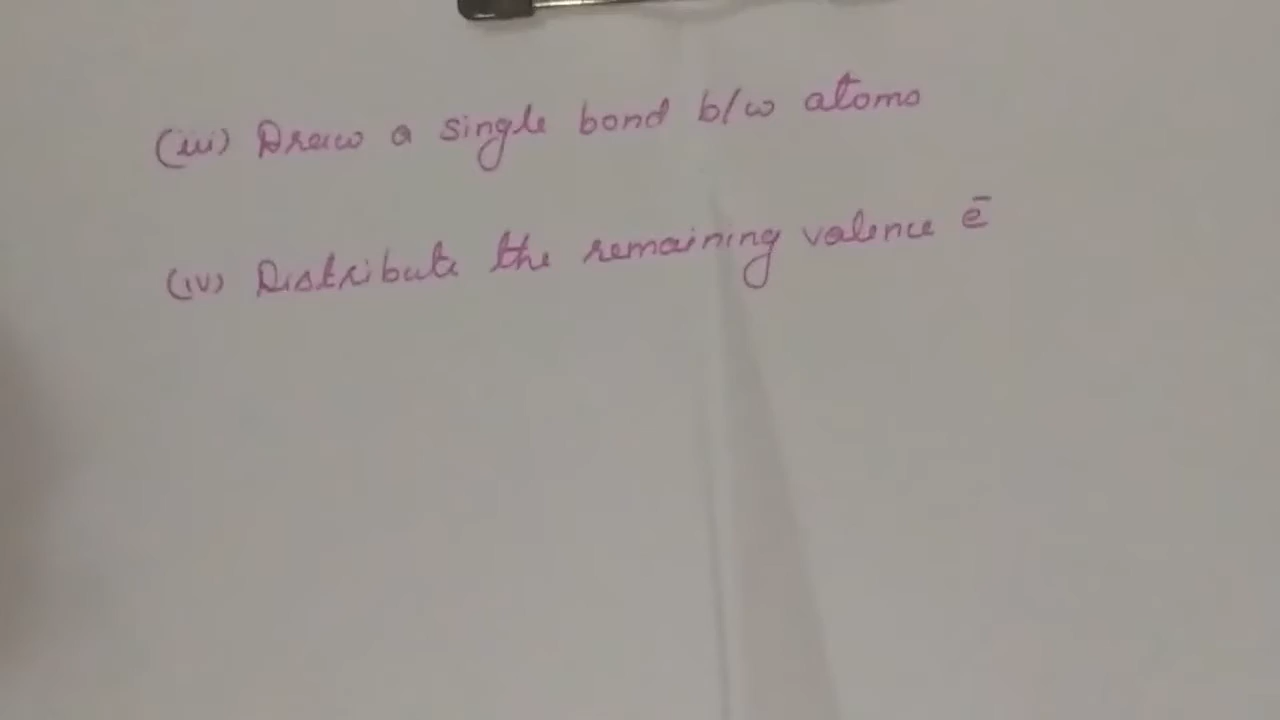 (iii) Draw a single bond b/w atoms
(iv) Distribute the remaining valence ē